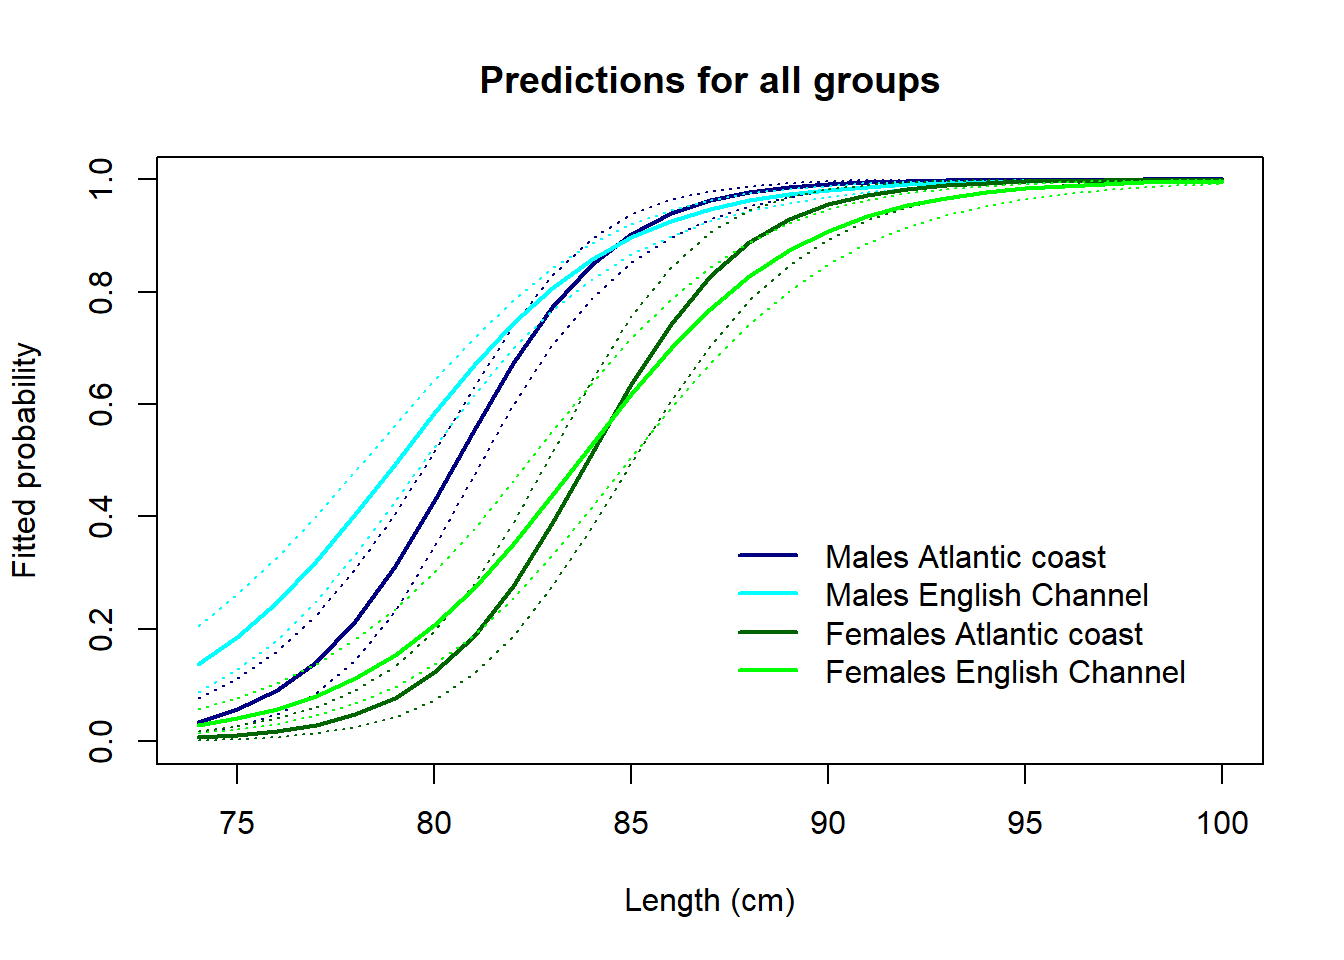 Predictions for all groups
Fitted probability
1.0
0.8
0.6
0.4
0.2
0.0
Males Atlantic coast
Males English Channel
Females Atlantic coast
Females English Channel
75 80 85 90 95 100
Length (cm)